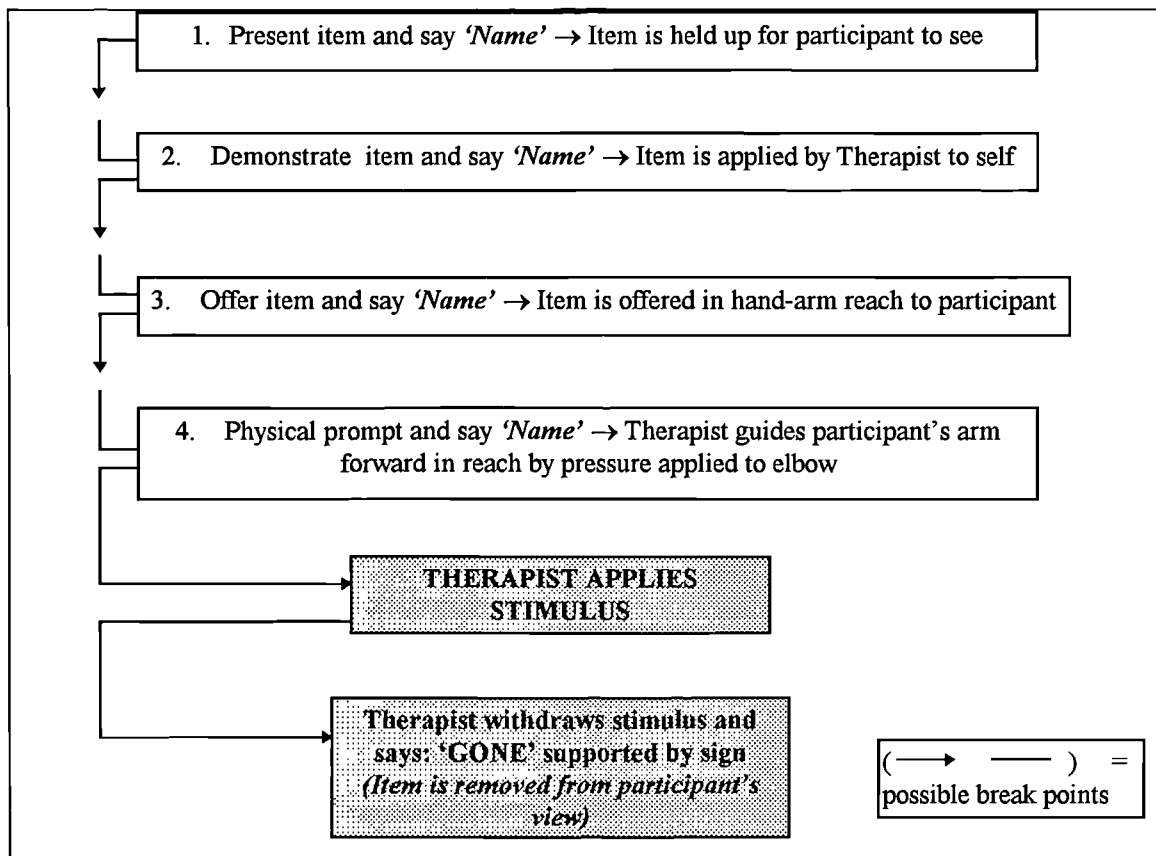 1. Present item and say ‘Name’ → Item is held up for participant to see
2. Demonstrate item and say ‘Name’ → Item is applied by Therapist to self
3. Offer item and say ‘Name’ → Item is offered in hand-arm reach to participant
4. Physical prompt and say ‘Name’ → Therapist guides participant’s arm
forward in reach by pressure applied to elbow
THERAPIST APPLIES
STIMULUS
Therapist withdraws stimulus and
says: ‘GONE’ supported by sign
(Item is removed from participant’s
view)
(→ — ) =
possible break points